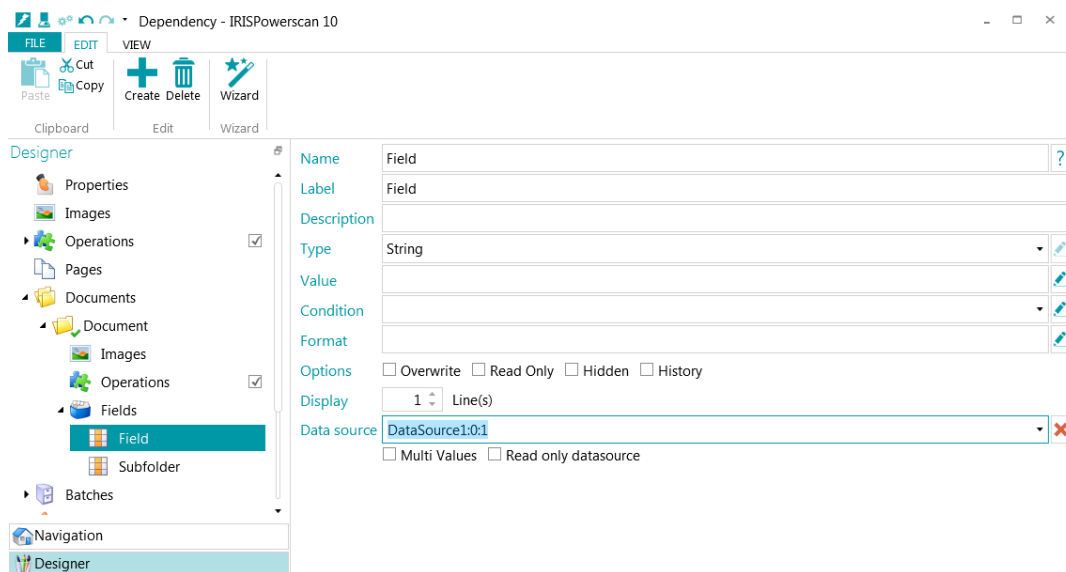 Dependency - IRISPowerscan 10
FILE EDIT VIEW
Paste Cut Copy Create Delete Wizard
Clipboard Edit Wizard
Designer
Properties
Images
Operations
Pages
Documents
Document
Images
Operations
Fields
Field
Subfolder
Batches
Navigation
Designer
Name Field ?
Label Field
Description
Type String
Value
Condition
Format
Options Overwrite Read Only Hidden History
Display 1 Line(s)
Data source DataSource1:0:1
Multi Values Read only datasource